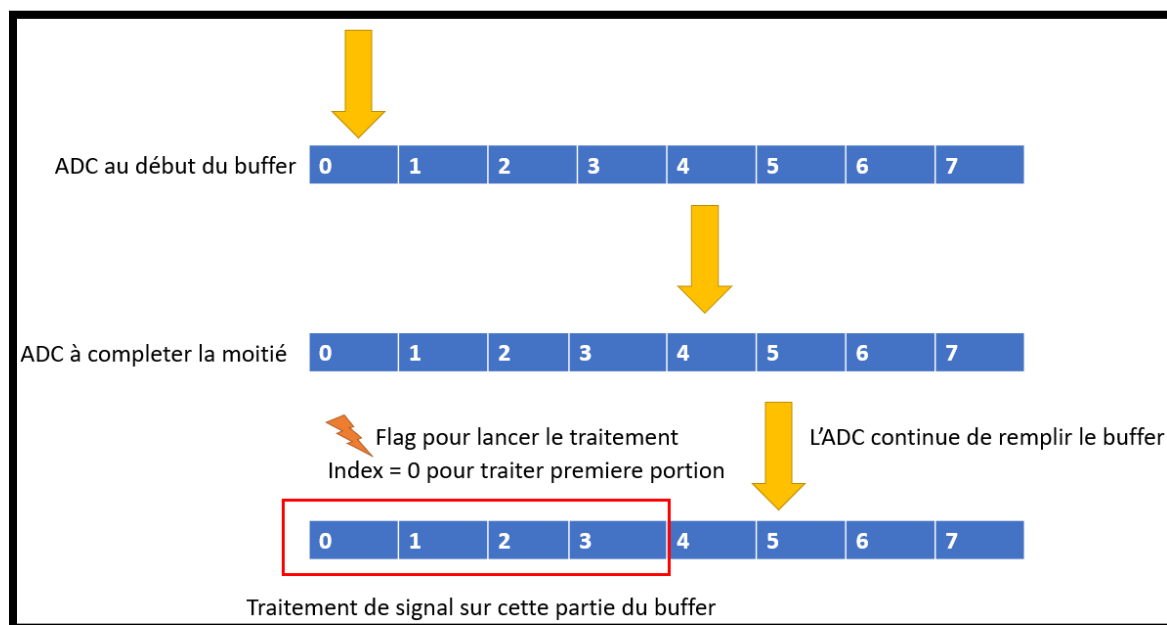 ADC au début du buffer 0 1 2 3 4 5 6 7
ADC à completer la moitié 0 1 2 3 4 5 6 7
Flag pour lancer le traitement
L'ADC continue de remplir le buffer
Index = 0 pour traiter premiere portion
0 1 2 3 4 5 6 7
Traitement de signal sur cette partie du buffer